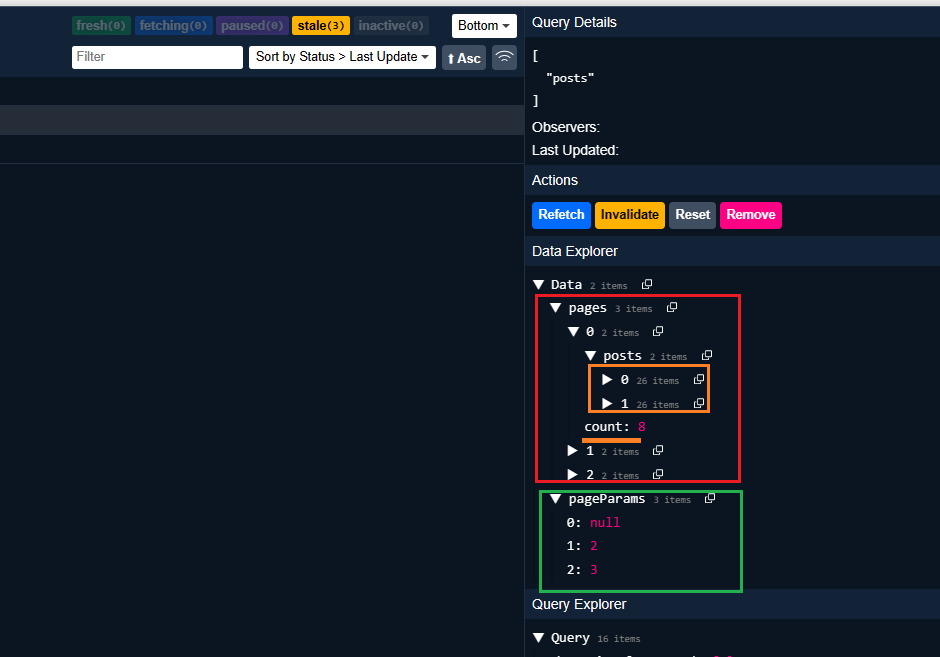 fresh(0) fetching(0) paused(0) stale(3) inactive(0) Bottom
Filter Sort by Status > Last Update Asc
Query Details
[
"posts"
]
Observers:
Last Updated:
Actions
Refetch Invalidate Reset Remove
Data Explorer
Data 2 items
pages 3 items
0 2 items
posts 2 items
0 26 items
1 26 items
count: 8
1 2 items
2 2 items
pageParams 3 items
0: null
1: 2
2: 3
Query Explorer
Query 16 items